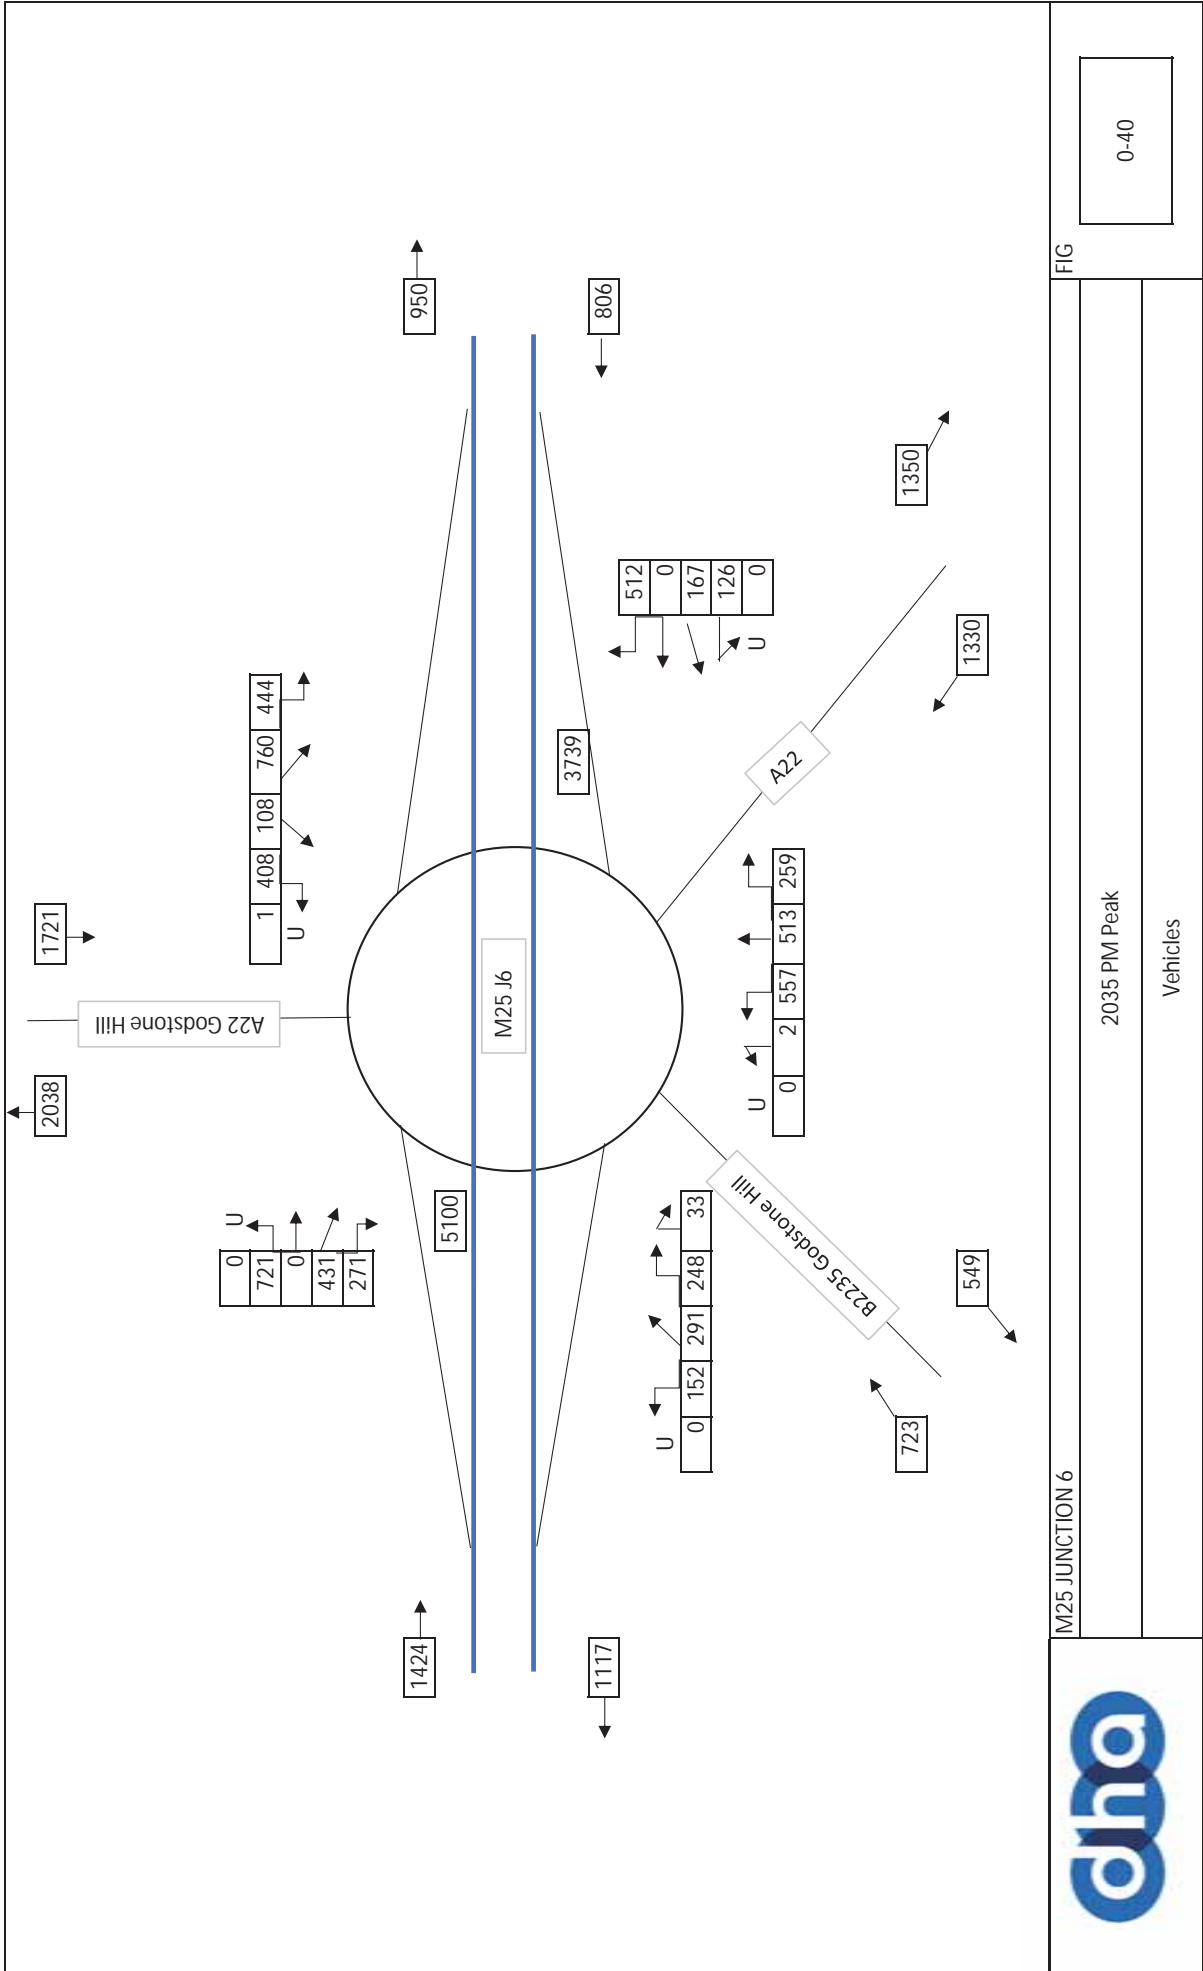 2038
1721
A22 Godstone Hill
1 408 108 760 444
U
0
721
0
431
271
U
1424
950
5100
M25 J6
3739
1117
806
512
0
167
126
0
U
0 152 291 248 33
U
0 2 557 513 259
U
B2235 Godstone Hill
A22
723
549
1330
1350
dha
M25 JUNCTION 6
2035 PM Peak
Vehicles
FIG
0-40